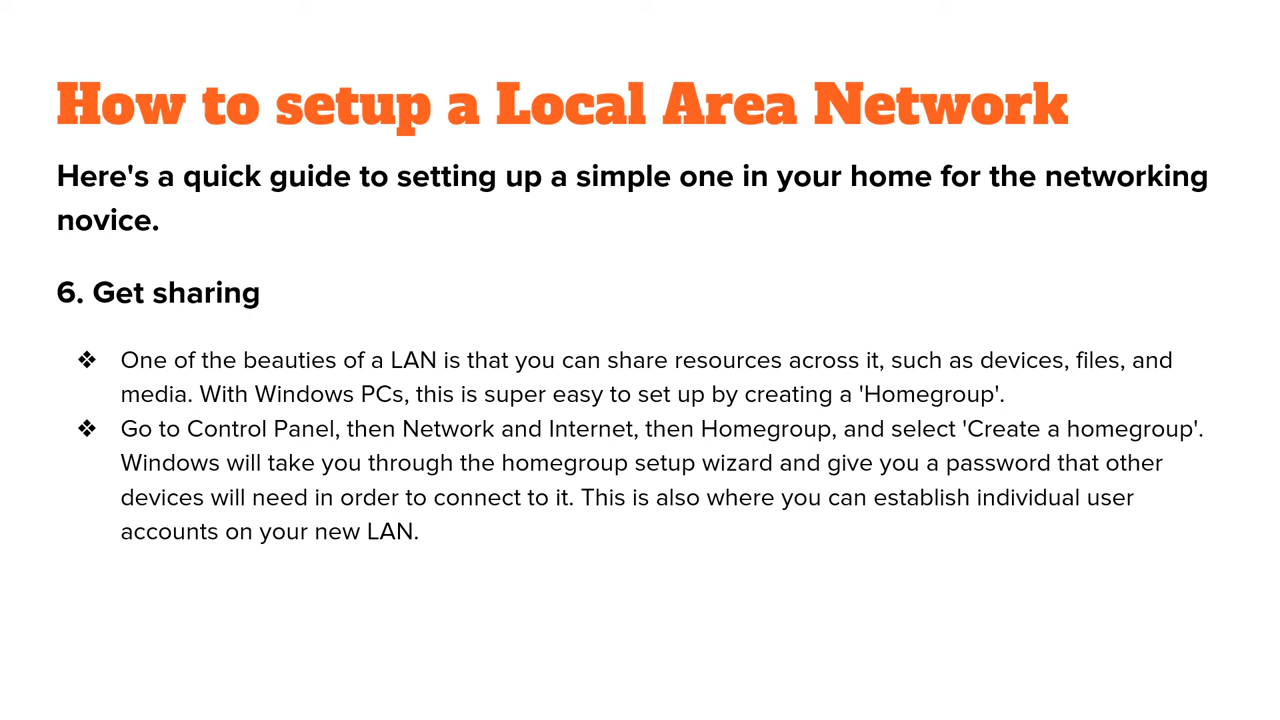 How to setup a Local Area Network
Here's a quick guide to setting up a simple one in your home for the networking
novice.
6. Get sharing
❖ One of the beauties of a LAN is that you can share resources across it, such as devices, files, and
media. With Windows PCs, this is super easy to set up by creating a 'Homegroup'.
❖ Go to Control Panel, then Network and Internet, then Homegroup, and select 'Create a homegroup'.
Windows will take you through the homegroup setup wizard and give you a password that other
devices will need in order to connect to it. This is also where you can establish individual user
accounts on your new LAN.